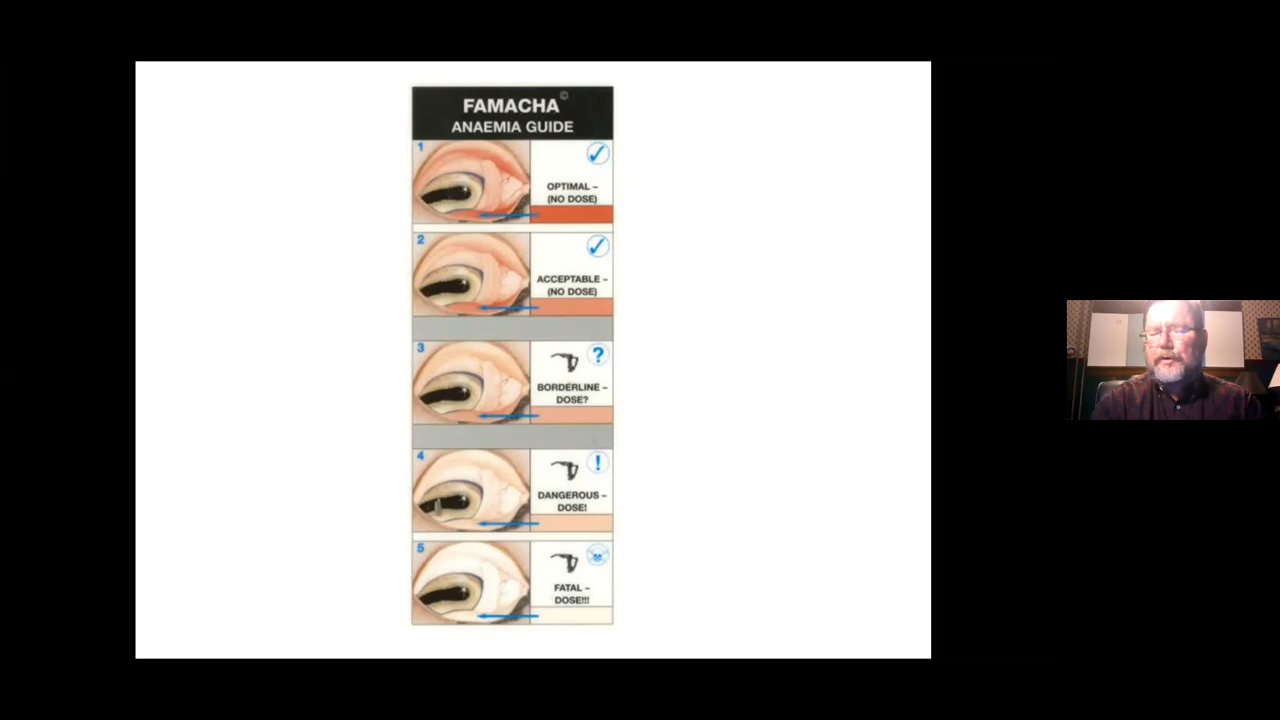 FAMACHA©
ANAEMIA GUIDE
1
OPTIMAL –
(NO DOSE)
2
ACCEPTABLE –
(NO DOSE)
3
?
BORDERLINE –
DOSE?
4
!
DANGEROUS –
DOSE!
5
FATAL –
DOSE!!!